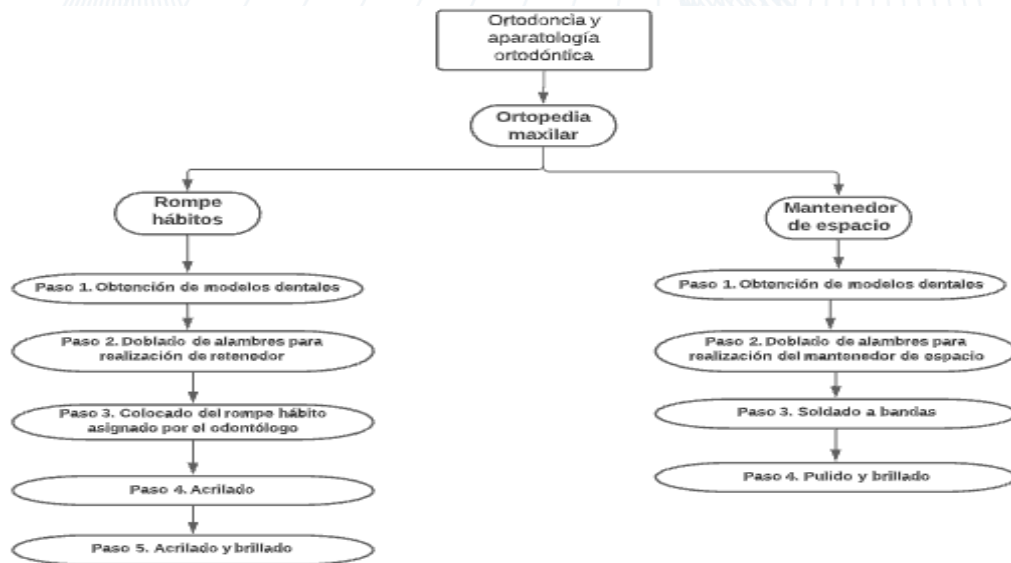 Ortodoncia y
aparatología
ortodóntica
Ortopedia
maxilar
Rompe
hábitos
Paso 1. Obtención de modelos dentales
Paso 2. Doblado de alambres para
realización de retenedor
Paso 3. Colocado del rompe hábito
asignado por el odontólogo
Paso 4. Acrilado
Paso 5. Acrilado y brillado
Mantenedor
de espacio
Paso 1. Obtención de modelos dentales
Paso 2. Doblado de alambres para
realización del mantenedor de espacio
Paso 3. Soldado a bandas
Paso 4. Pulido y brillado